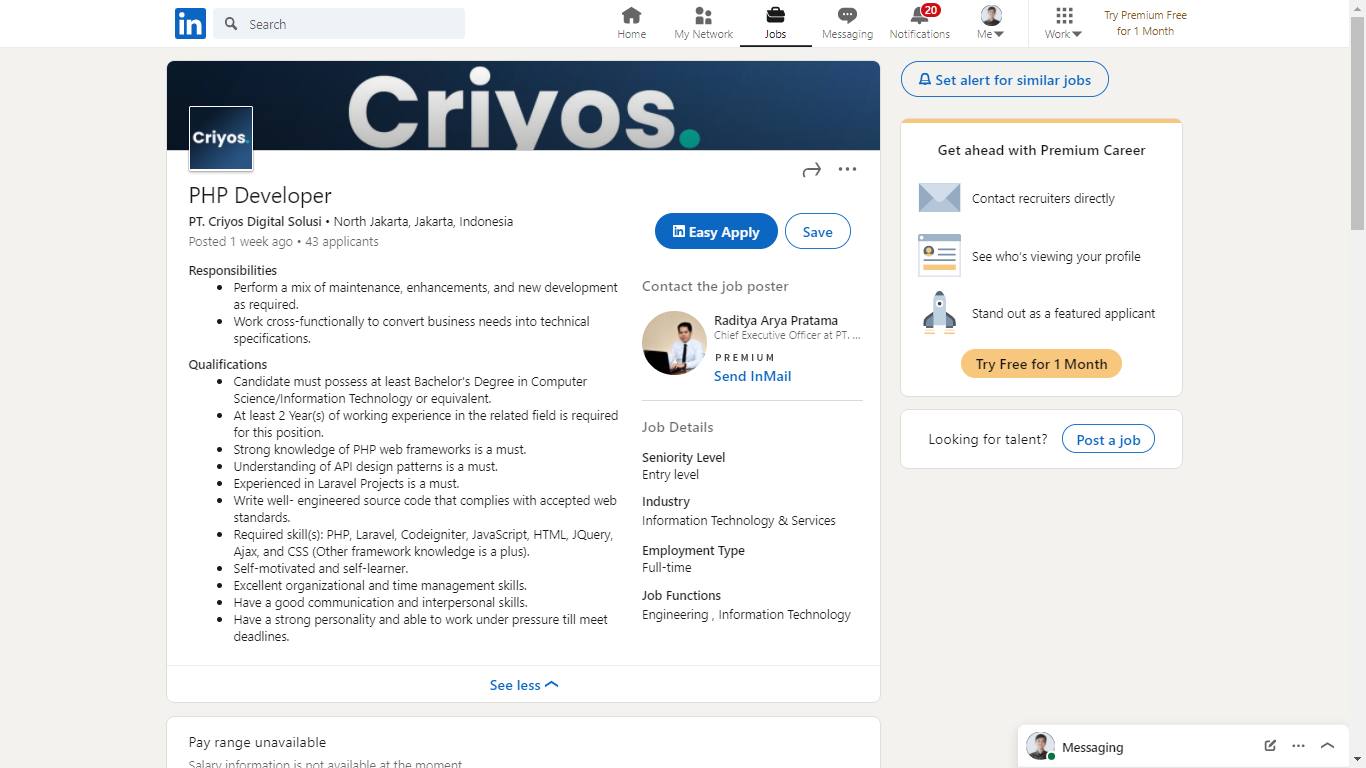 in
Search
Home
My Network
Jobs
Messaging
20
Notifications
Me
Work
Try Premium Free
for 1 Month
Criyos.
Criyos.
PHP Developer
PT. Criyos Digital Solusi • North Jakarta, Jakarta, Indonesia
Posted 1 week ago • 43 applicants
in Easy Apply
Save
Responsibilities
• Perform a mix of maintenance, enhancements, and new development
as required.
• Work cross-functionally to convert business needs into technical
specifications.
Qualifications
• Candidate must possess at least Bachelor's Degree in Computer
Science/Information Technology or equivalent.
• At least 2 Year(s) of working experience in the related field is required
for this position.
• Strong knowledge of PHP web frameworks is a must.
• Understanding of API design patterns is a must.
• Experienced in Laravel Projects is a must.
• Write well- engineered source code that complies with accepted web
standards.
• Required skill(s): PHP, Laravel, Codeigniter, JavaScript, HTML, JQuery,
Ajax, and CSS (Other framework knowledge is a plus).
• Self-motivated and self-learner.
• Excellent organizational and time management skills.
• Have a good communication and interpersonal skills.
• Have a strong personality and able to work under pressure till meet
deadlines.
Contact the job poster
Raditya Arya Pratama
Chief Executive Officer at PT. ...
PREMIUM
Send InMail
Job Details
Seniority Level
Entry level
Industry
Information Technology & Services
Employment Type
Full-time
Job Functions
Engineering , Information Technology
See less
Pay range unavailable
Salary information is not available at the moment
Set alert for similar jobs
Get ahead with Premium Career
Contact recruiters directly
See who's viewing your profile
Stand out as a featured applicant
Try Free for 1 Month
Looking for talent?
Post a job
Messaging